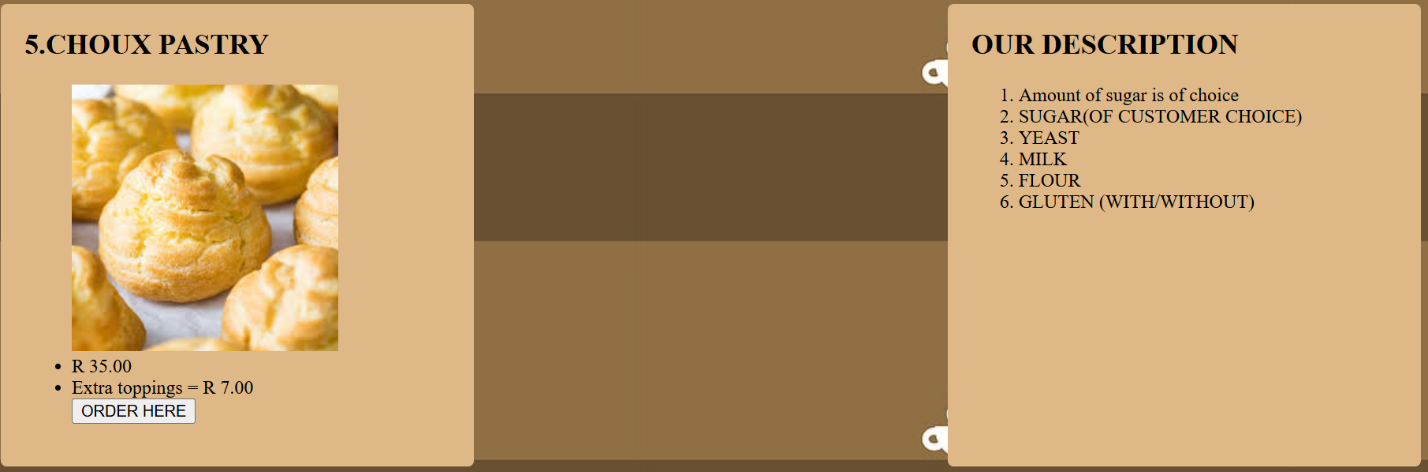 5.CHOUX PASTRY
R 35.00
Extra toppings = R 7.00
ORDER HERE
OUR DESCRIPTION
1. Amount of sugar is of choice
2. SUGAR(OF CUSTOMER CHOICE)
3. YEAST
4. MILK
5. FLOUR
6. GLUTEN (WITH/WITHOUT)